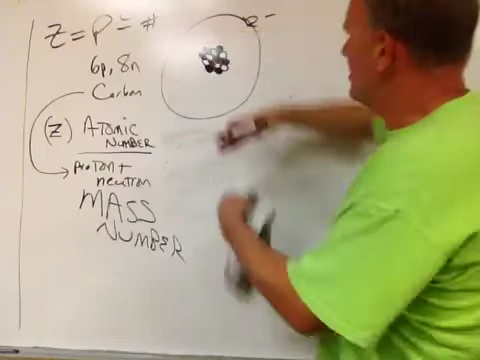 Z = P = #
e-
6p, 8n
Carbon
(Z) ATOMIC
NUMBER
Proton +
neutron
MASS
NUMBER